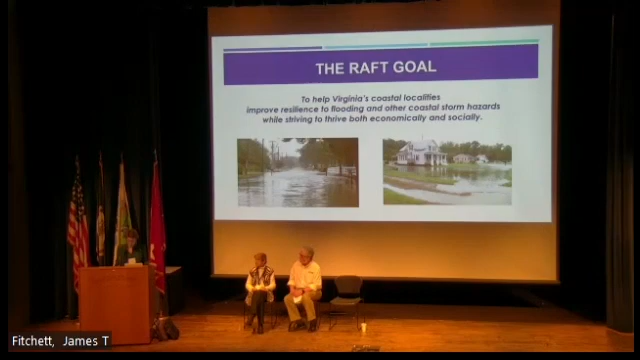 THE RAFT GOAL
To help Virginia's coastal localities
improve resilience to flooding and other coastal storm hazards
while striving to thrive both economically and socially.
Fitchett, James T